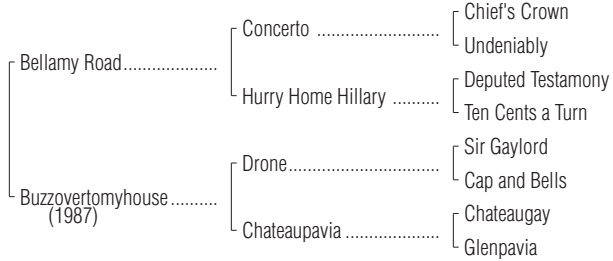 Chief's Crown
Concerto ........................
Undeniably
Bellamy Road...................
Deputed Testamony
Hurry Home Hillary ..........
Ten Cents a Turn
Sir Gaylord
Drone...............................
Cap and Bells
Buzzovertomyhouse ..........
(1987)
Chateaugay
Chateaupavia ...................
Glenpavia